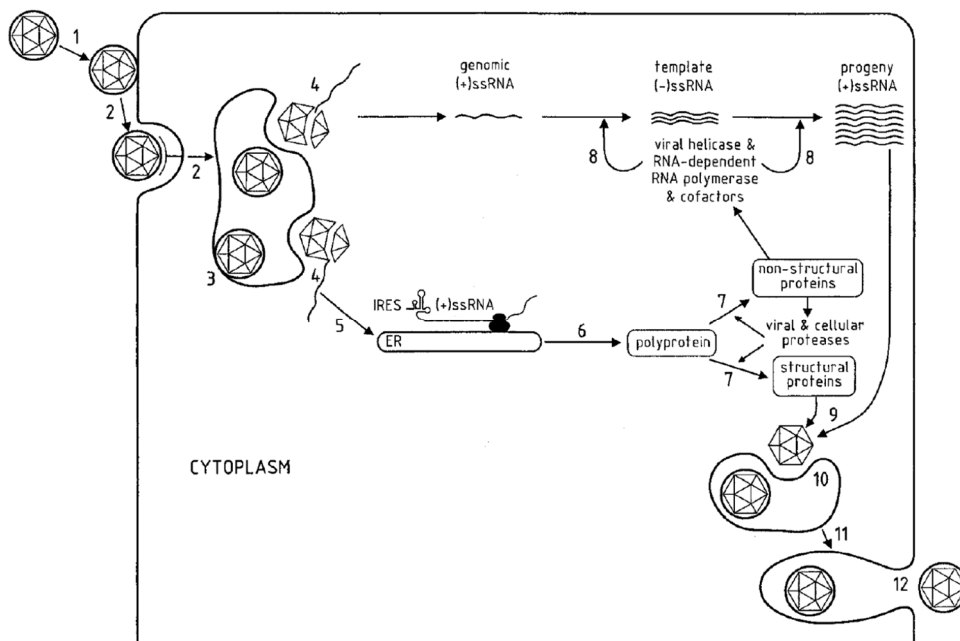 1
2
2
3
4
4
genomic
(+)ssRNA
template
(-)ssRNA
progeny
(+)ssRNA
8
viral helicase &
RNA-dependent
RNA polymerase
& cofactors
8
5
IRES
(+)ssRNA
ER
6
polyprotein
7
7
non-structural
proteins
viral & cellular
proteases
structural
proteins
9
CYTOPLASM
10
11
12